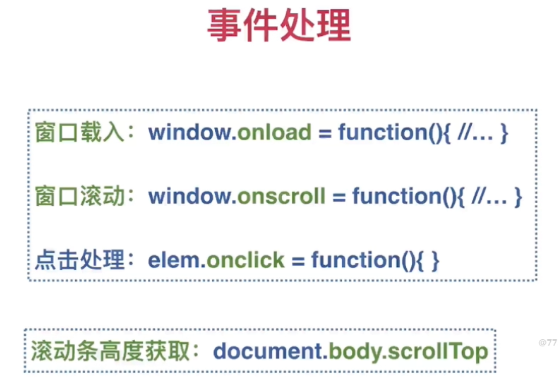 事件处理
窗口载入：window.onload = function(){ //… }
窗口滚动：window.onscroll = function(){ //… }
点击处理：elem.onclick = function(){ }
滚动条高度获取：document.body.scrollTop
@77